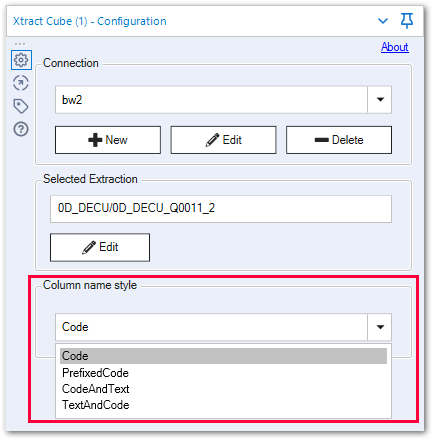 Xtract Cube (1) - Configuration
About
Connection
bw2
New Edit Delete
Selected Extraction
0D_DECU/0D_DECU_Q0011_2
Edit
Column name style
Code
Code
PrefixedCode
CodeAndText
TextAndCode